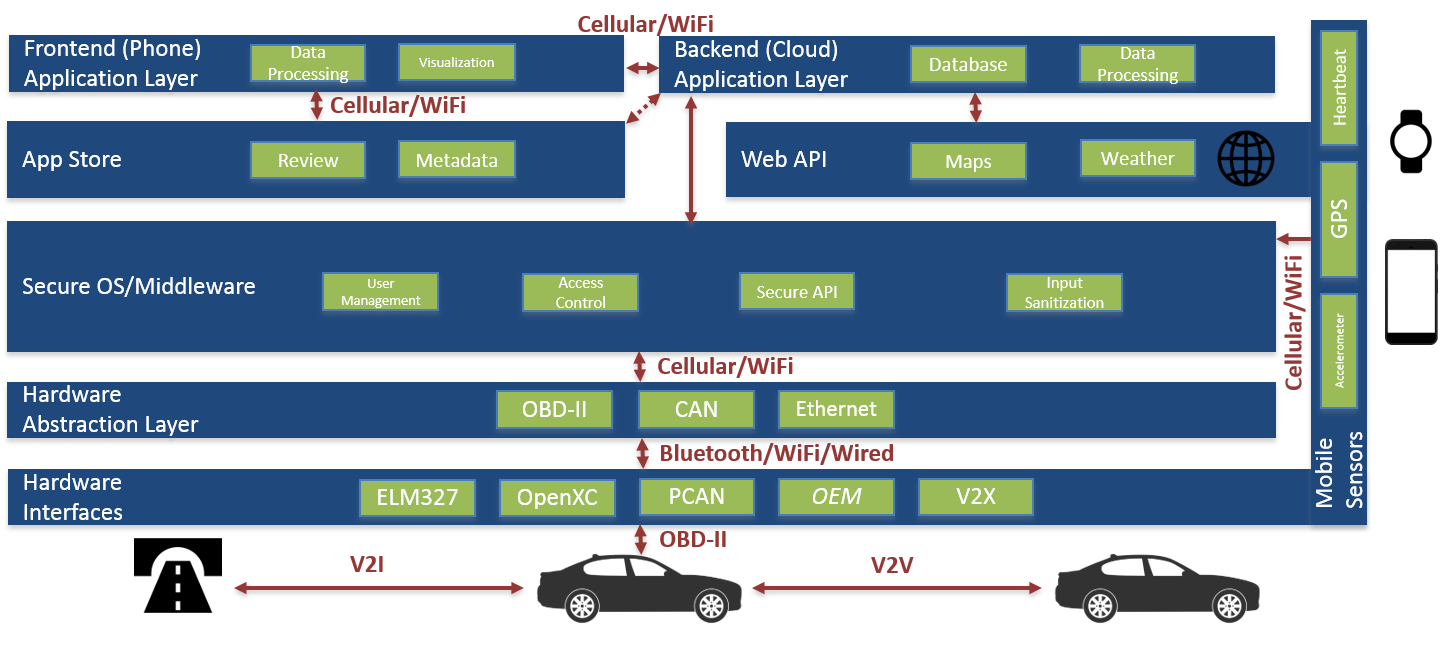 Cellular/WiFi
Frontend (Phone)
Application Layer
Data
Processing
Visualization
Backend (Cloud)
Application Layer
Database
Data
Processing
Cellular/WiFi
App Store
Review
Metadata
Web API
Maps
Weather
Secure OS/Middleware
User
Management
Access
Control
Secure API
Input
Sanitization
Cellular/WiFi
Hardware
Abstraction Layer
OBD-II
CAN
Ethernet
Bluetooth/WiFi/Wired
Hardware
Interfaces
ELM327
OpenXC
PCAN
OEM
V2X
OBD-II
V2I
V2V
Heartbeat
GPS
Accelerometer
Mobile
Sensors
Cellular/WiFi